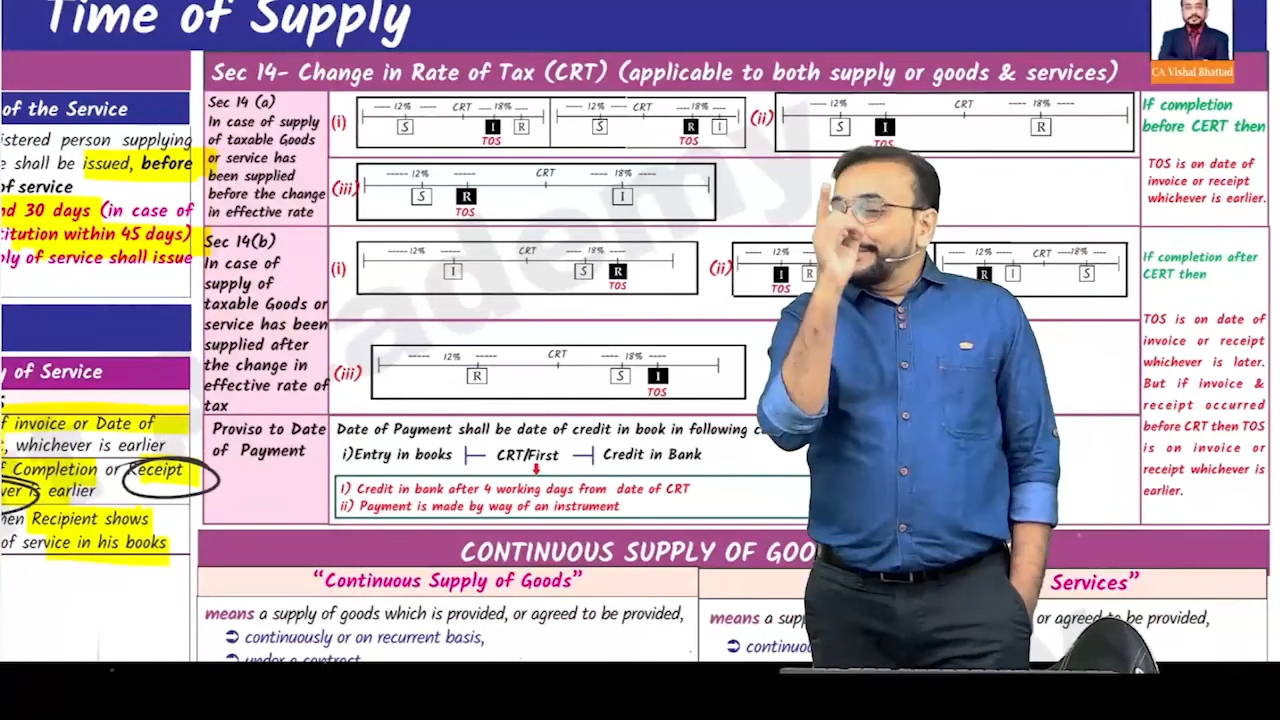 Time of Supply
CA Vishal Bhattad
of the Service
istered person supplying
e shall be issued, before
of service
nd 30 days (in case of
titution within 45 days)
ply of service shall issue
y of Service
f invoice or Date of
, whichever is earlier
f Completion or Receipt
ver is earlier
hen Recipient shows
of service in his books
Sec 14- Change in Rate of Tax (CRT) (applicable to both supply or goods & services)
Sec 14 (a)
In case of supply
of taxable Goods
or service has
been supplied
before the change
in effective rate
(i)
12% CRT 18%
S I R
TOS
12% CRT 18%
S R I
TOS
(ii)
12% CRT 18%
S I R
TOS
(iii)
12% CRT 18%
S R I
TOS
If completion
before CERT then
TOS is on date of
invoice or receipt
whichever is earlier.
Sec 14(b)
In case of
supply of
taxable Goods or
service has been
supplied after
the change in
effective rate of
tax
(i)
12% CRT 18%
I S R
TOS
(ii)
12%
I R
TOS
CRT 18%
R I S
(iii)
12% CRT 18%
R S I
TOS
If completion after
CERT then
TOS is on date of
invoice or receipt
whichever is later.
But if invoice &
receipt occurred
before CRT then TOS
is on invoice or
receipt whichever is
earlier.
Proviso to Date
of Payment
Date of Payment shall be date of credit in book in following
i)Entry in books CRT/First Credit in Bank
i) Credit in bank after 4 working days from date of CRT
ii) Payment is made by way of an instrument
CONTINUOUS SUPPLY OF GOO
“Continuous Supply of Goods”
means a supply of goods which is provided, or agreed to be provided,
continuously or on recurrent basis,
under a contract
Services”
means a supp
or agreed to be provided,
continuou